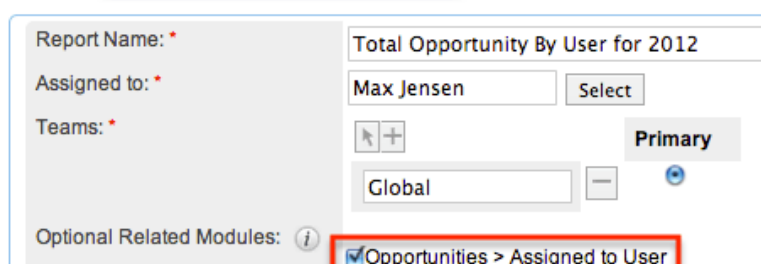 Report Name: *
Total Opportunity By User for 2012
Assigned to: *
Max Jensen
Select
Teams: *
Primary
Global
Optional Related Modules:
Opportunities > Assigned to User